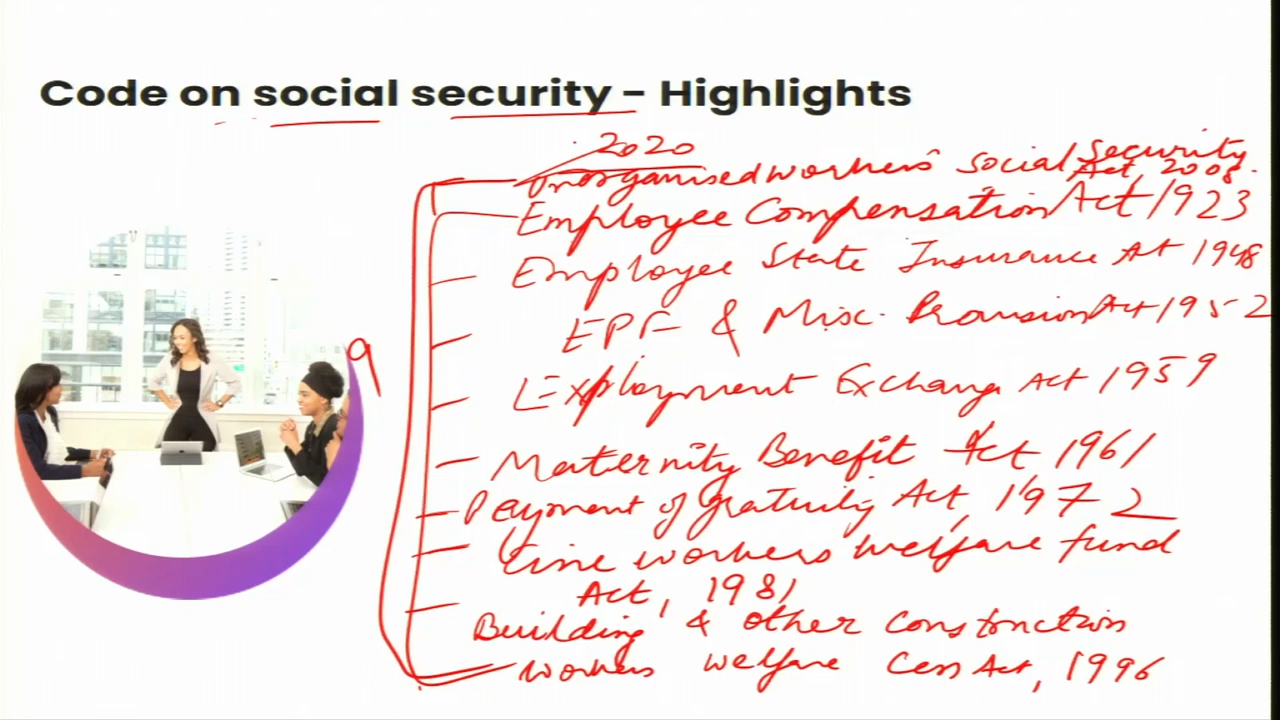 Code on social security - Highlights
2020
Unorganised workers' social security
Act, 2008.
Employee Compensation Act 1923
Employee State Insurance Act 1948
9
EPF & Misc. Provision Act 1952
Employment Exchange Act 1959
Maternity Benefit Act 1961
Payment of gratuity Act, 1972
Cine workers welfare fund
Act, 1981
Building & other Construction
workers welfare Cess Act, 1996